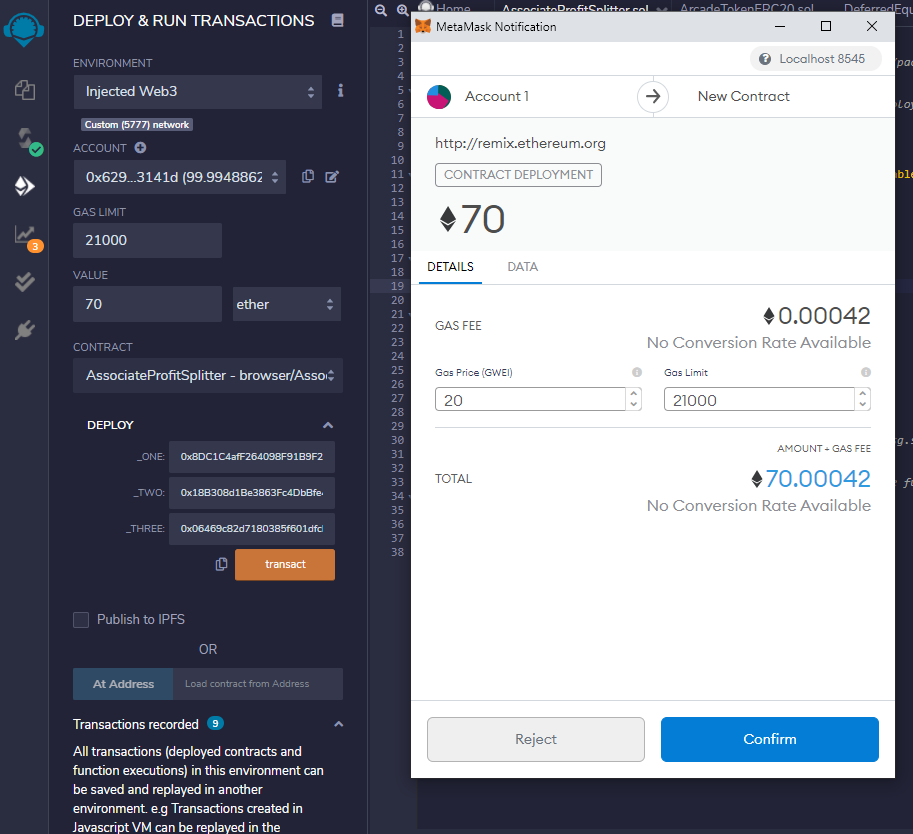 DEPLOY & RUN TRANSACTIONS
ENVIRONMENT
Injected Web3
Custom (5777) network
ACCOUNT
0x629...3141d (99.9948862
GAS LIMIT
21000
VALUE
70
ether
CONTRACT
AssociateProfitSplitter - browser/Asso
DEPLOY
_ONE:
0x8DC1C4afF264098F91B9F2
_TWO:
0x18B308d1Be3863Fc4DbBfe
_THREE:
0x06469c82d7180385f601dfc
transact
Publish to IPFS
OR
At Address
Load contract from Address
Transactions recorded 9
All transactions (deployed contracts and
function executions) in this environment can
be saved and replayed in another
environment. e.g Transactions created in
Javascript VM can be replayed in the
3
Home
AssociateProfitSplitter.sol
ArcadeTokenERC20.sol
DeferredEqu
1
2
3
4
5
6
7
8
9
10
11
12
13
14
15
16
17
18
19
20
21
22
23
24
25
26
27
28
29
30
31
32
33
34
35
36
37
38
MetaMask Notification
Localhost 8545
Account 1
New Contract
http://remix.ethereum.org
CONTRACT DEPLOYMENT
70
DETAILS
DATA
GAS FEE
0.00042
No Conversion Rate Available
Gas Price (GWEI)
20
Gas Limit
21000
AMOUNT + GAS FEE
TOTAL
70.00042
No Conversion Rate Available
Reject
Confirm